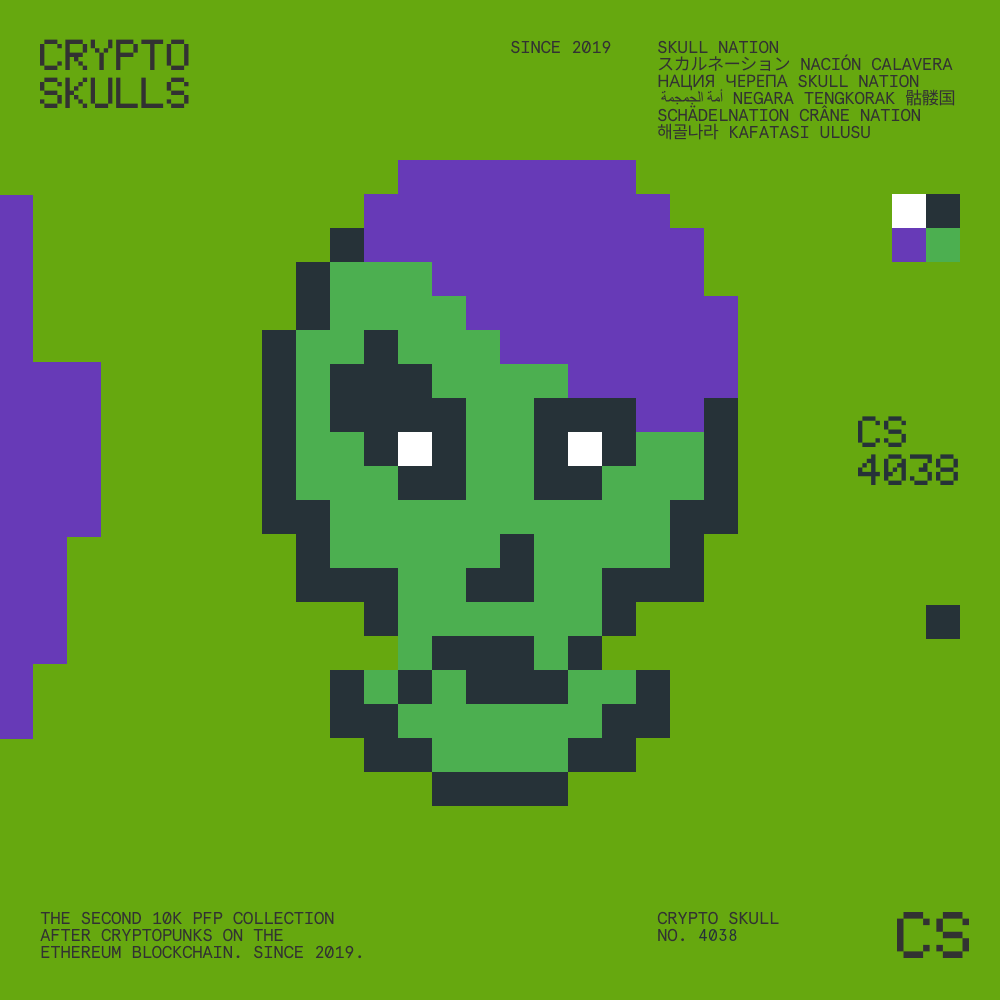 CRYPTO
SKULLS
SINCE 2019
SKULL NATION
スカルネーション NACIÓN CALAVERA
НАЦИЯ ЧЕРЕПА SKULL NATION
أمة الجمجمة NEGARA TENGKORAK 骷髅国
SCHÄDELNATION CRÂNE NATION
해골나라 KAFATASI ULUSU
CS
4038
THE SECOND 10K PFP COLLECTION
AFTER CRYPTOPUNKS ON THE
ETHEREUM BLOCKCHAIN. SINCE 2019.
CRYPTO SKULL
NO. 4038
CS